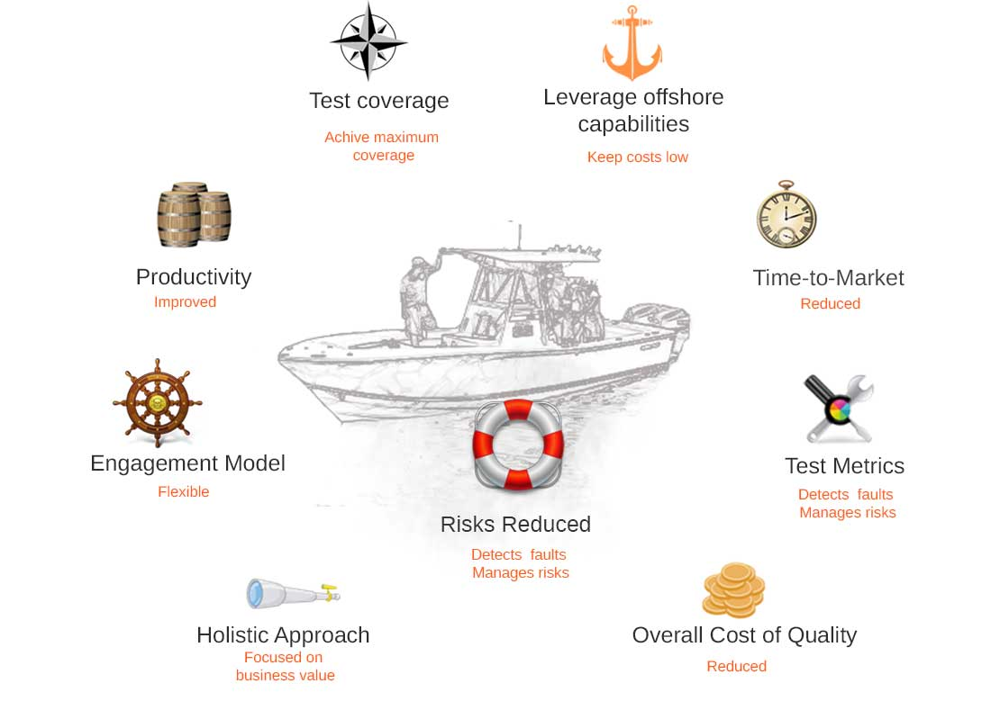 Test coverage
Achive maximum
coverage
Leverage offshore
capabilities
Keep costs low
Productivity
Improved
Time-to-Market
Reduced
Engagement Model
Flexible
Test Metrics
Detects  faults
Manages risks
Risks Reduced
Detects  faults
Manages risks
Holistic Approach
Focused on
business value
Overall Cost of Quality
Reduced